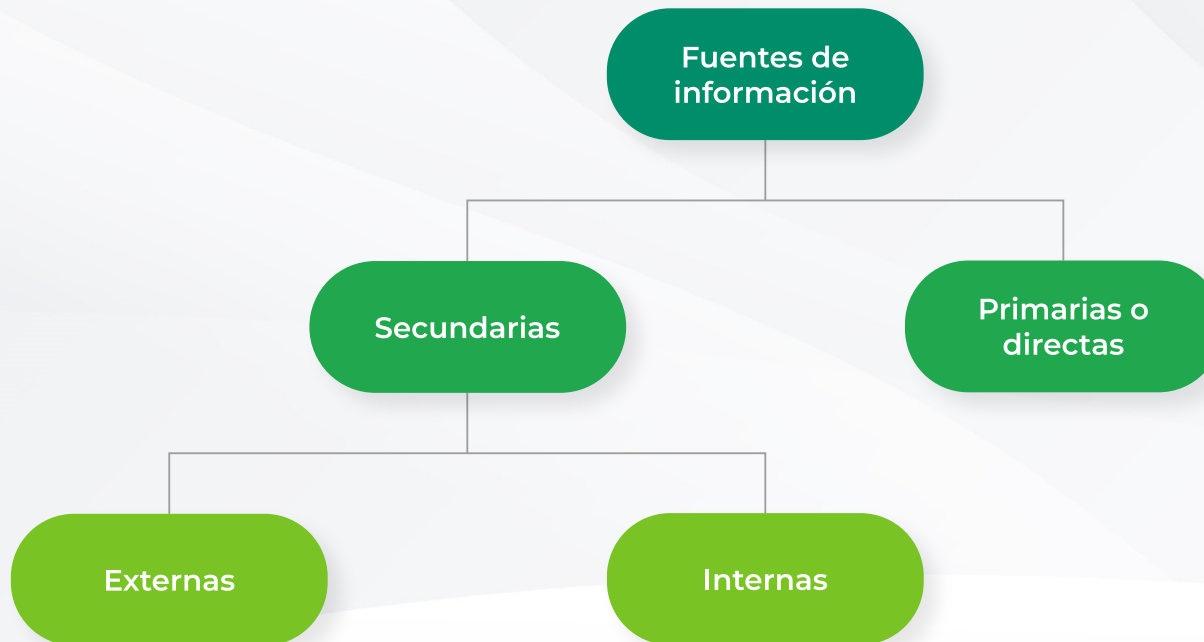 Fuentes de
información
Secundarias
Primarias o
directas
Externas
Internas